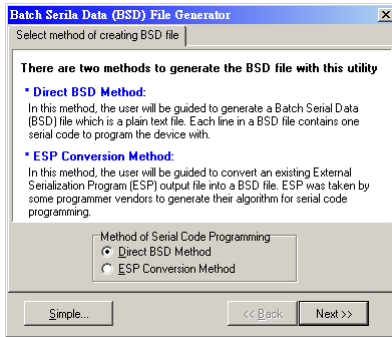 Batch Serila Data (BSD) File Generator
Select method of creating BSD file
There are two methods to generate the BSD file with this utility
* Direct BSD Method:
In this method, the user will be guided to generate a Batch Serial Data
(BSD) file which is a plain text file. Each line in a BSD file contains one
serial code to program the device with.
* ESP Conversion Method:
In this method, the user will be guided to convert an existing External
Serialization Program (ESP) output file into a BSD file. ESP was taken by
some programmer vendors to generate their algorithm for serial code
programming.
Method of Serial Code Programming
Direct BSD Method
ESP Conversion Method
Simple...
<< Back
Next >>